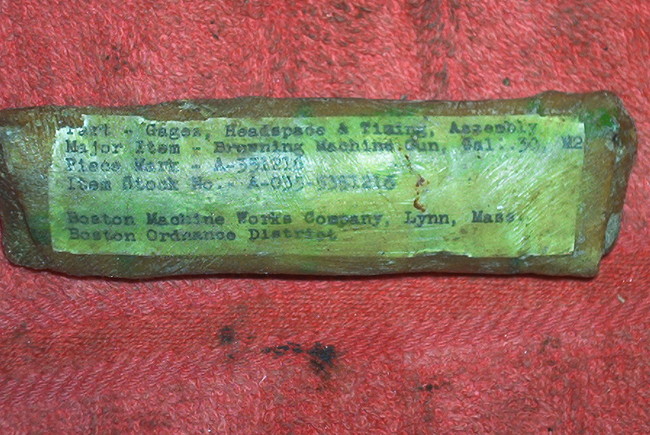 Part - Gages, Headspace & Timing, Assembly
Major Item - Browning Machine Gun, Cal. .30, M2
Piece Mark - A-351216
Item Stock No.- A-035-5351216

Boston Machine Works Company, Lynn, Mass.
Boston Ordnance District